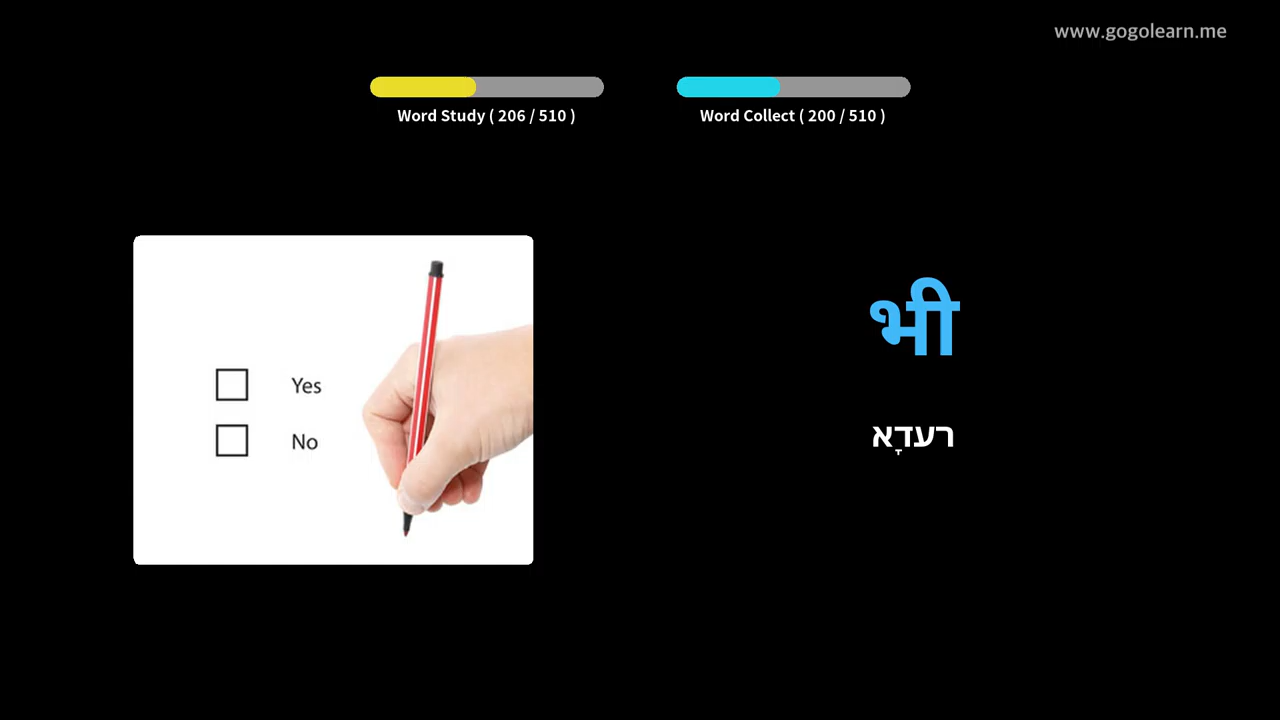 www.gogolearn.me
Word Study ( 206 / 510 )
Word Collect ( 200 / 510 )
Yes
No
भी
רעדָא